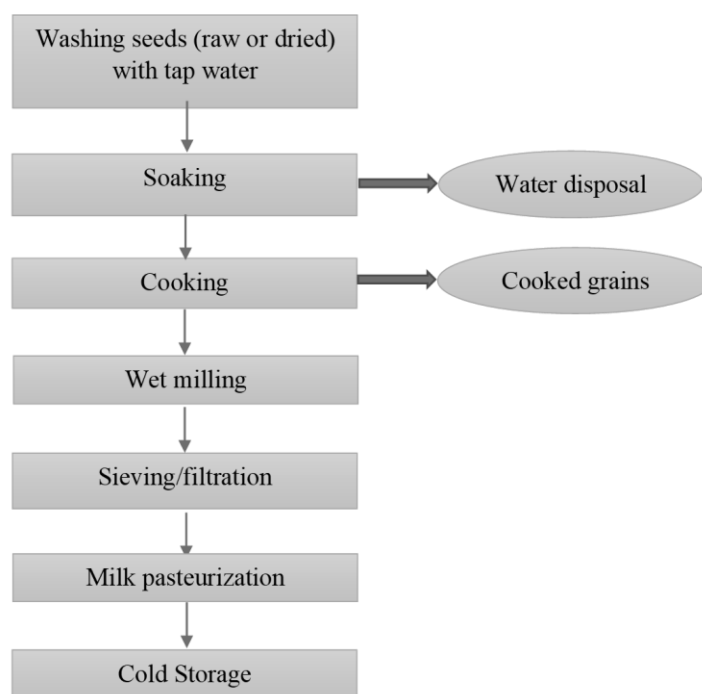 Washing seeds (raw or dried)
with tap water
Soaking
Water disposal
Cooking
Cooked grains
Wet milling
Sieving/filtration
Milk pasteurization
Cold Storage